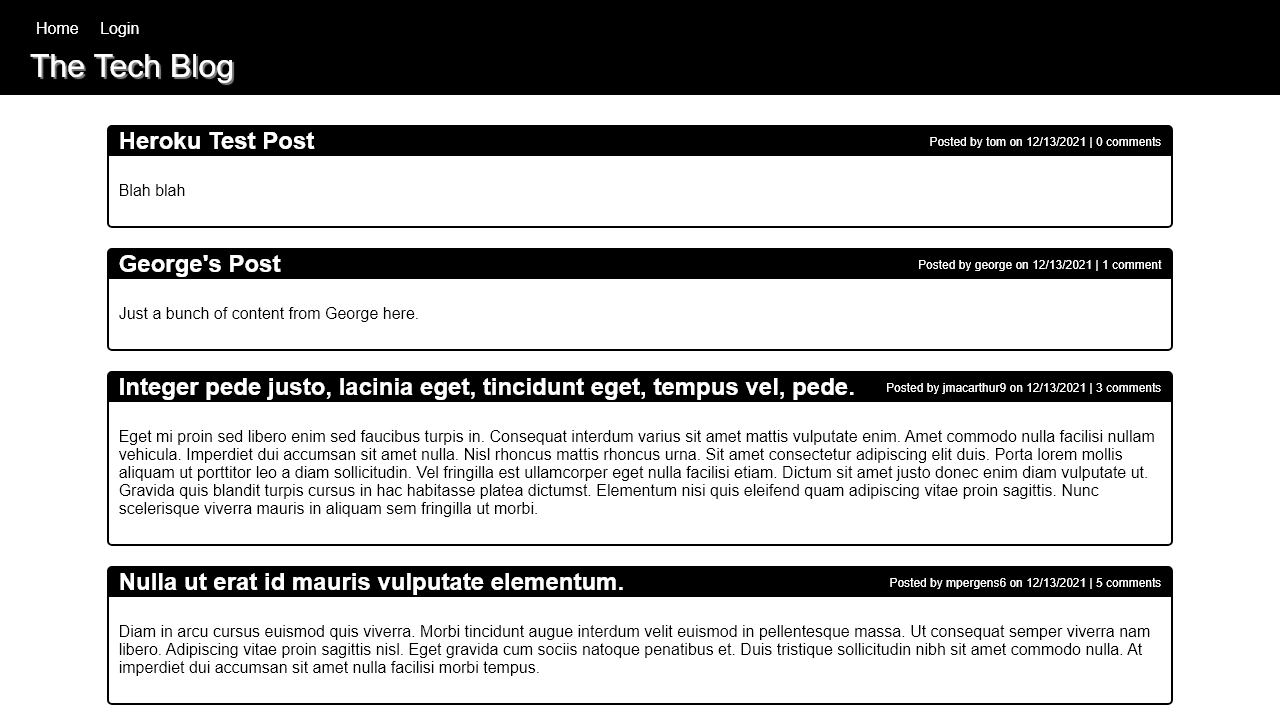 Home Login
The Tech Blog
Heroku Test Post Posted by tom on 12/13/2021 | 0 comments
Blah blah
George's Post Posted by george on 12/13/2021 | 1 comment
Just a bunch of content from George here.
Integer pede justo, lacinia eget, tincidunt eget, tempus vel, pede. Posted by jmacarthur9 on 12/13/2021 | 3 comments
Eget mi proin sed libero enim sed faucibus turpis in. Consequat interdum varius sit amet mattis vulputate enim. Amet commodo nulla facilisi nullam
vehicula. Imperdiet dui accumsan sit amet nulla. Nisl rhoncus mattis rhoncus urna. Sit amet consectetur adipiscing elit duis. Porta lorem mollis
aliquam ut porttitor leo a diam sollicitudin. Vel fringilla est ullamcorper eget nulla facilisi etiam. Dictum sit amet justo donec enim diam vulputate ut.
Gravida quis blandit turpis cursus in hac habitasse platea dictumst. Elementum nisi quis eleifend quam adipiscing vitae proin sagittis. Nunc
scelerisque viverra mauris in aliquam sem fringilla ut morbi.
Nulla ut erat id mauris vulputate elementum. Posted by mpergens6 on 12/13/2021 | 5 comments
Diam in arcu cursus euismod quis viverra. Morbi tincidunt augue interdum velit euismod in pellentesque massa. Ut consequat semper viverra nam
libero. Adipiscing vitae proin sagittis nisl. Eget gravida cum sociis natoque penatibus et. Duis tristique sollicitudin nibh sit amet commodo nulla. At
imperdiet dui accumsan sit amet nulla facilisi morbi tempus.